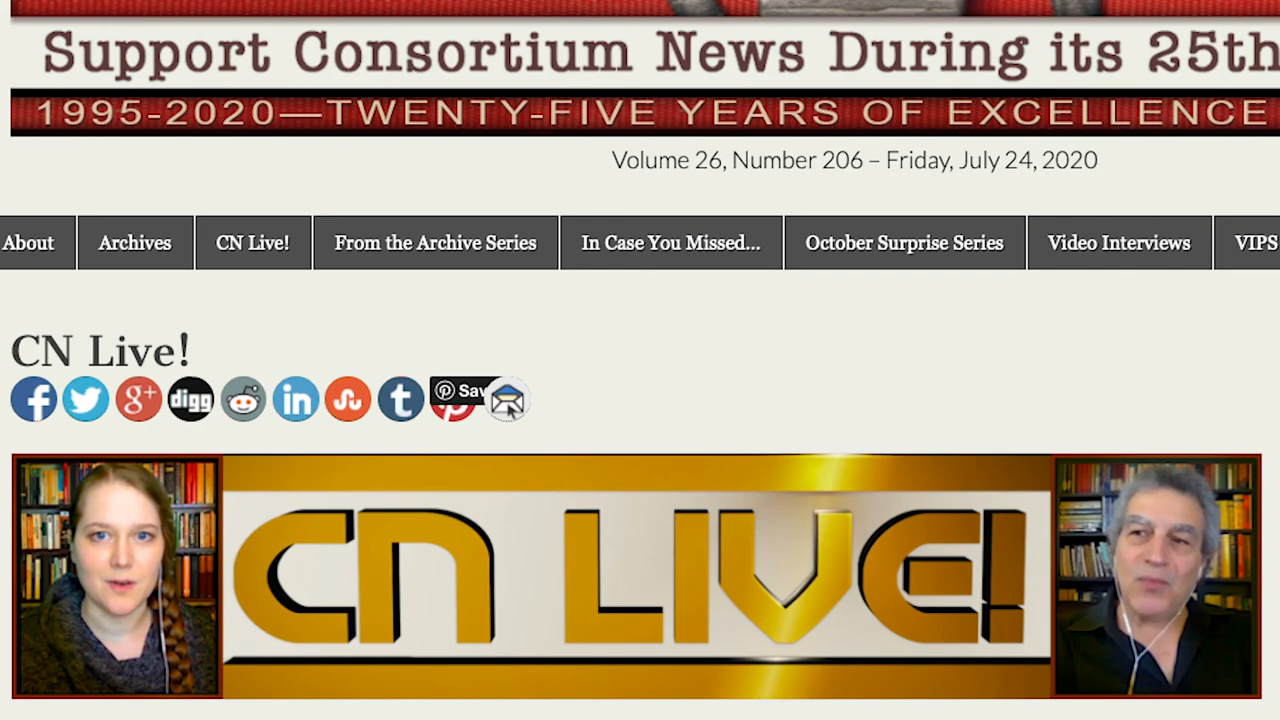 Support Consortium News During its 25th
1995-2020—TWENTY-FIVE YEARS OF EXCELLENCE
Volume 26, Number 206 – Friday, July 24, 2020
About Archives CN Live! From the Archive Series In Case You Missed... October Surprise Series Video Interviews VIPS
CN Live!
f g+ digg in t Sav
CN LIVE!